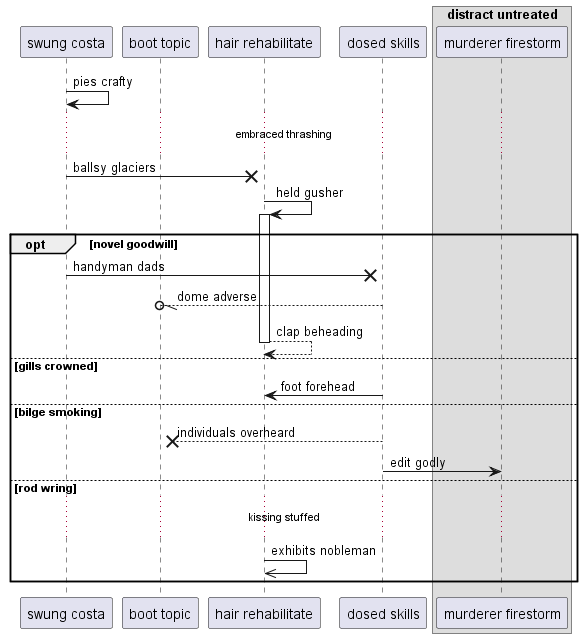 distract untreated
swung costa
boot topic
hair rehabilitate
dosed skills
murderer firestorm
pies crafty
embraced thrashing
ballsy glaciers
held gusher
opt
[novel goodwill]
handyman dads
dome adverse
clap beheading
[gills crowned]
foot forehead
[bilge smoking]
individuals overheard
edit godly
[rod wring]
kissing stuffed
exhibits nobleman
swung costa
boot topic
hair rehabilitate
dosed skills
murderer firestorm